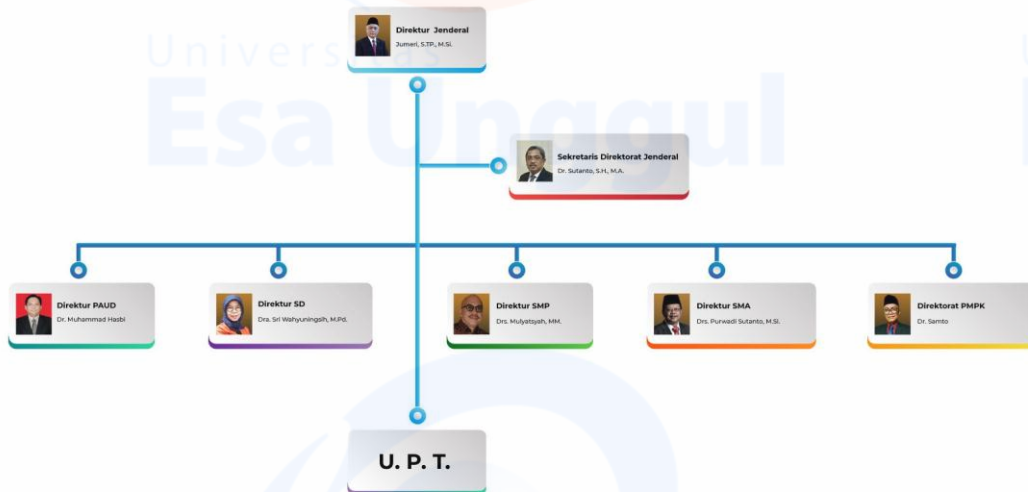 Universitas
Esa Unggul
Direktur Jenderal
Jumeri, S.TP., M.Si.
Sekretaris Direktorat Jenderal
Dr. Sutanto, S.H., M.A.
Direktur PAUD
Dr. Muhammad Hasbi
Direktur SD
Dra. Sri Wahyuningsih, M.Pd.
Direktur SMP
Drs. Mulyatsyah, MM.
Direktur SMA
Drs. Purwadi Sutanto, M.Si.
Direktorat PMPK
Dr. Samto
U. P. T.